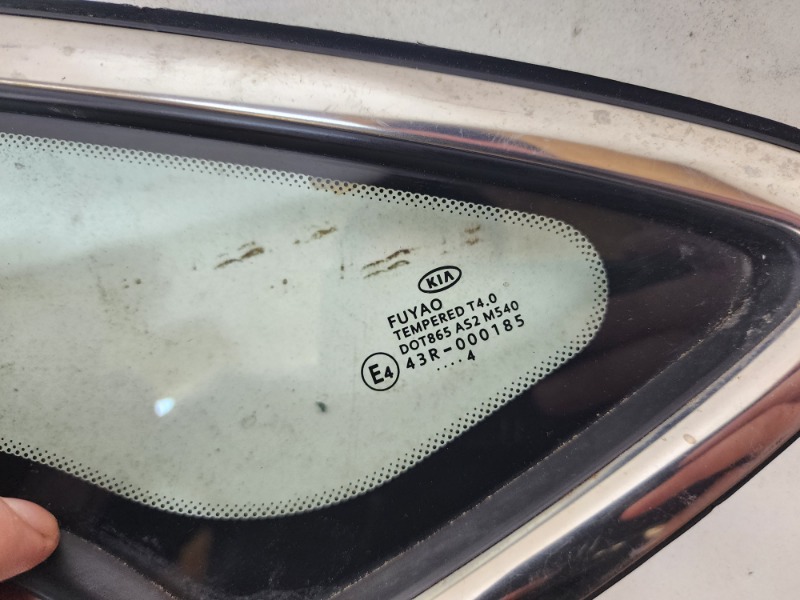 KIA
FUYAO
TEMPERED T4.0
DOT865 AS2 M540
E4 43R-000185
....4